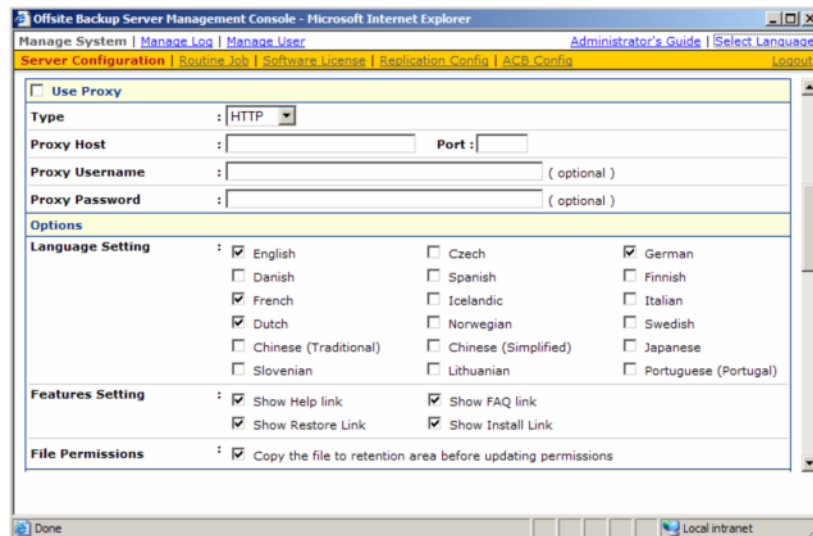 Offsite Backup Server Management Console - Microsoft Internet Explorer
Manage System | Manage Log | Manage User Administrator's Guide | Select Language
Server Configuration | Routine Job | Software License | Replication Config | ACB Config Logout
Use Proxy
Type : HTTP
Proxy Host : Port :
Proxy Username : ( optional )
Proxy Password : ( optional )
Options
Language Setting : English Czech German
Danish Spanish Finnish
French Icelandic Italian
Dutch Norwegian Swedish
Chinese (Traditional) Chinese (Simplified) Japanese
Slovenian Lithuanian Portuguese (Portugal)
Features Setting : Show Help link Show FAQ link
Show Restore Link Show Install Link
File Permissions : Copy the file to retention area before updating permissions
Done Local intranet